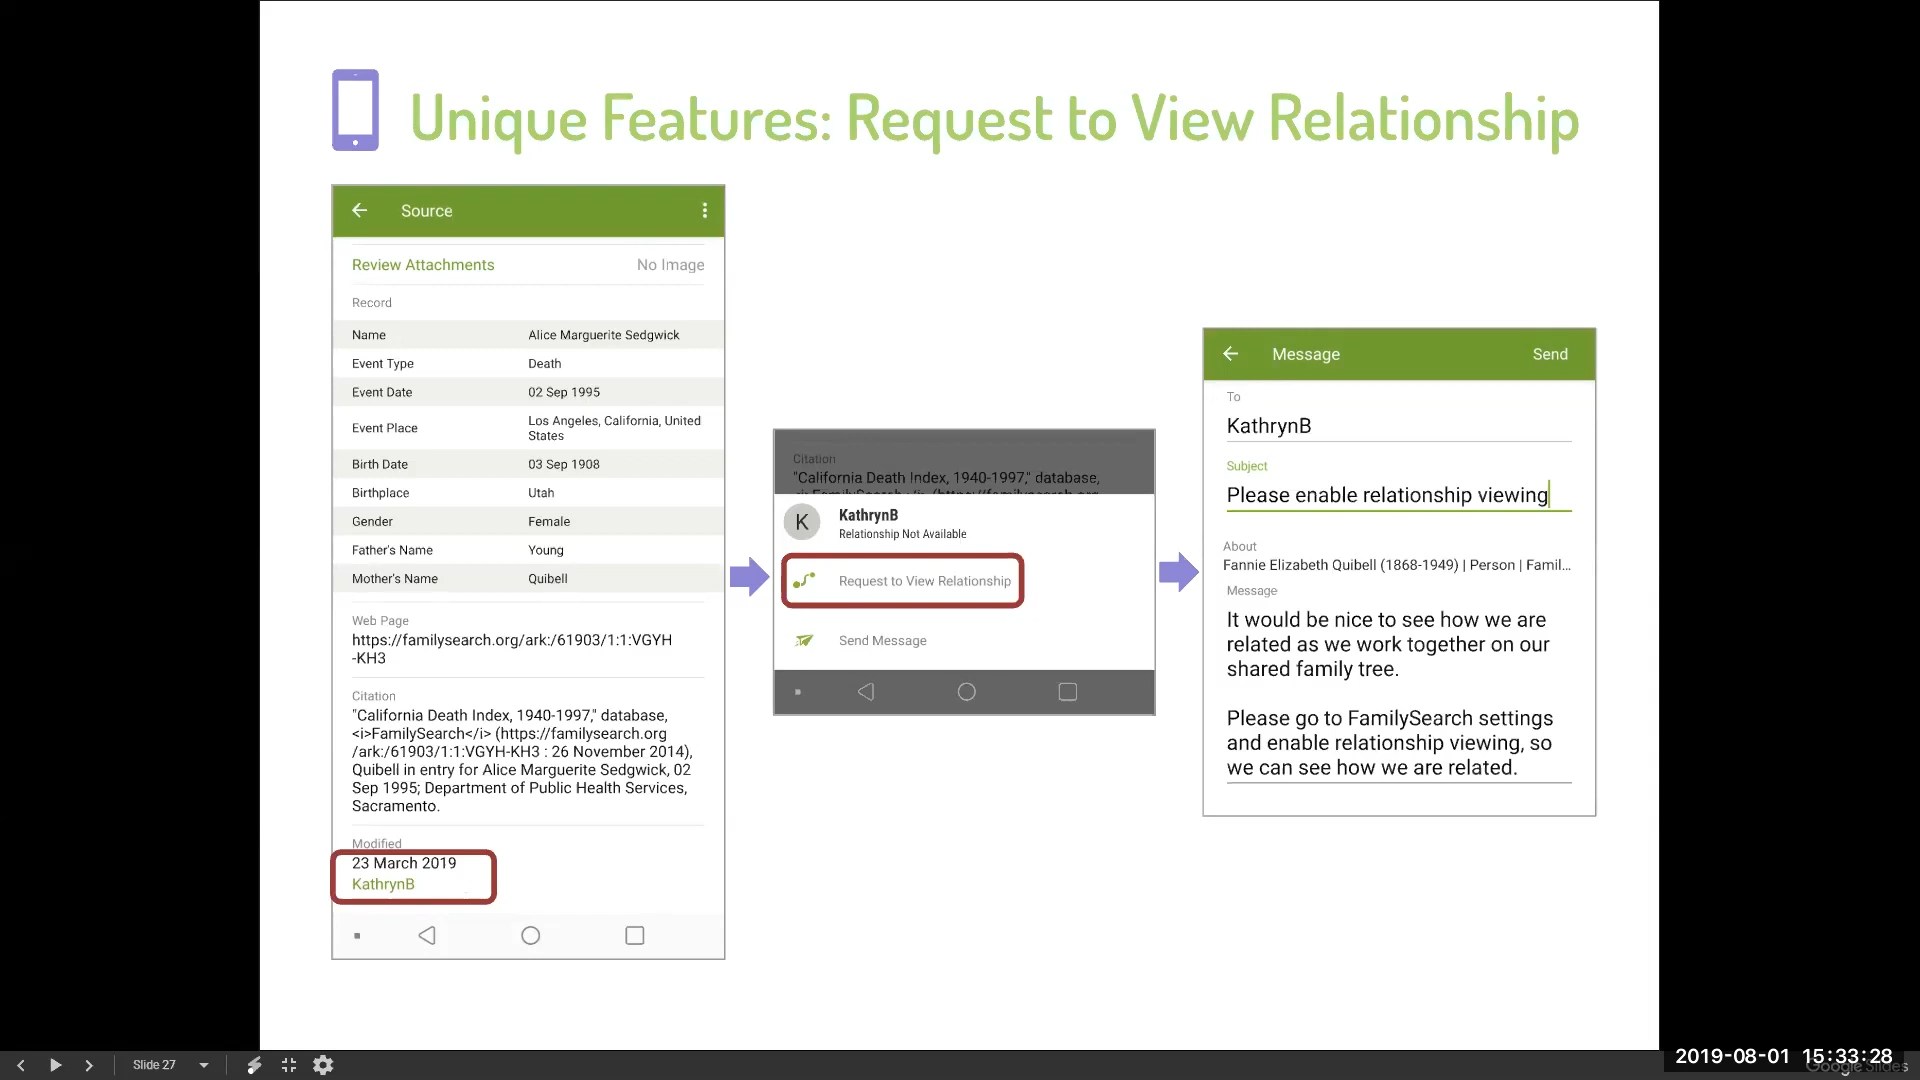 Unique Features: Request to View Relationship
Source
Review Attachments No Image
Record
Name Alice Marguerite Sedgwick
Event Type Death
Event Date 02 Sep 1995
Event Place Los Angeles, California, United
States
Birth Date 03 Sep 1908
Birthplace Utah
Gender Female
Father's Name Young
Mother's Name Quibell
Web Page
https://familysearch.org/ark:/61903/1:1:VGYH
-KH3
Citation
"California Death Index, 1940-1997," database,
<i>FamilySearch</i> (https://familysearch.org
/ark:/61903/1:1:VGYH-KH3 : 26 November 2014),
Quibell in entry for Alice Marguerite Sedgwick, 02
Sep 1995; Department of Public Health Services,
Sacramento.
Modified
23 March 2019
KathrynB
Citation
"California Death Index, 1940-1997," database,
K
KathrynB
Relationship Not Available
Request to View Relationship
Send Message
Message Send
To
KathrynB
Subject
Please enable relationship viewing
About
Fannie Elizabeth Quibell (1868-1949) | Person | Famil...
Message
It would be nice to see how we are
related as we work together on our
shared family tree.
Please go to FamilySearch settings
and enable relationship viewing, so
we can see how we are related.
Slide 27
2019-08-01 15:33:28
Google Slides